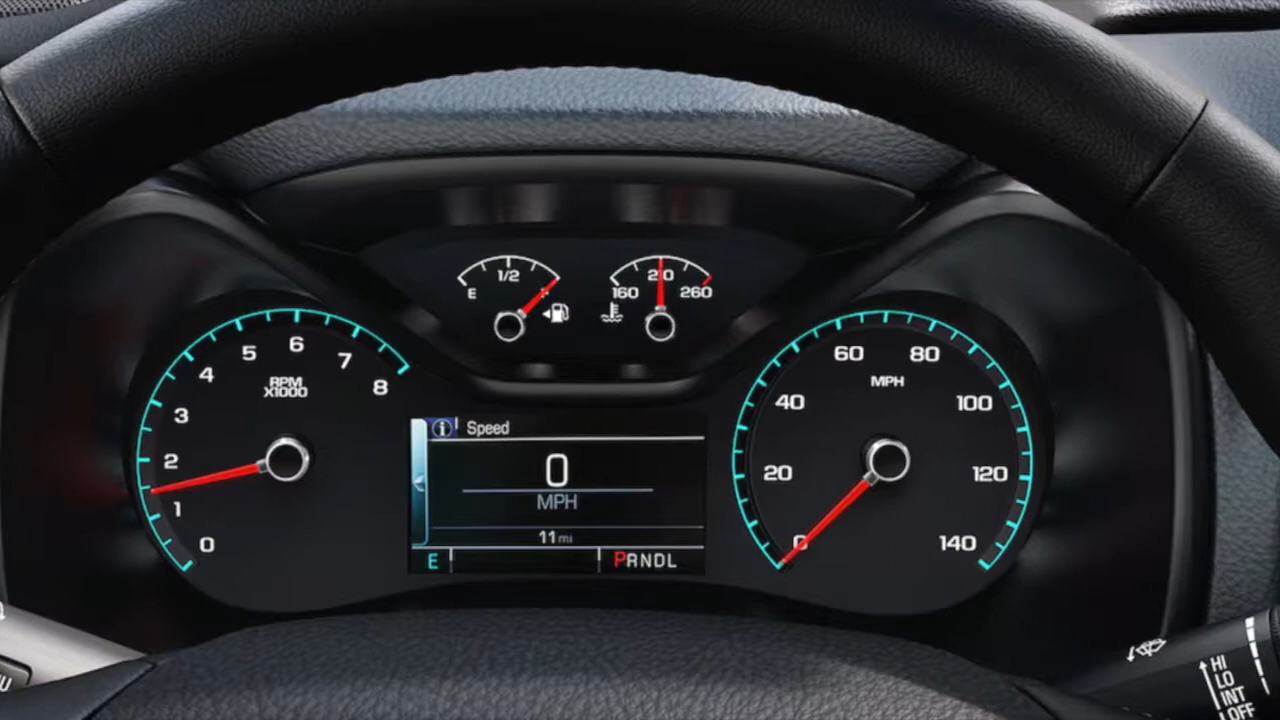 E 1/2
160 210 260
0 1 2 3 4 5 6 7 8
RPM
X1000
Speed
0
MPH
11 mi
E
PRNDL
0 20 40 60 80 100 120 140
MPH
HI
LO
INT
OFF